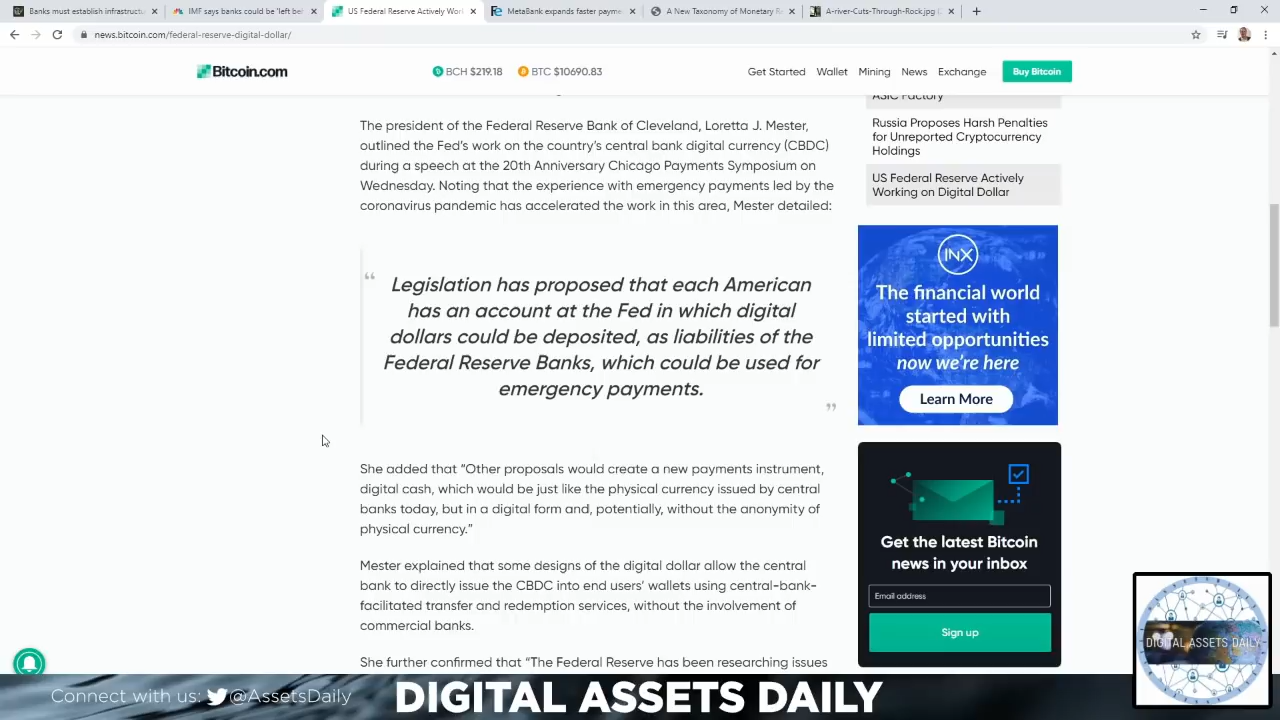 Banks must establish infrastruct
IMF says banks could be 'left bei
US Federal Reserve Actively Work
MetaBank expands faster payme
A New Taxonomy of Monetary R
A-river-Cuts-Through-Rock.jpg D
news.bitcoin.com/federal-reserve-digital-dollar/
Bitcoin.com
BCH $219.18
BTC $10690.83
Get Started
Wallet
Mining
News
Exchange
Buy Bitcoin
The president of the Federal Reserve Bank of Cleveland, Loretta J. Mester,
outlined the Fed's work on the country's central bank digital currency (CBDC)
during a speech at the 20th Anniversary Chicago Payments Symposium on
Wednesday. Noting that the experience with emergency payments led by the
coronavirus pandemic has accelerated the work in this area, Mester detailed:
“
Legislation has proposed that each American
has an account at the Fed in which digital
dollars could be deposited, as liabilities of the
Federal Reserve Banks, which could be used for
emergency payments.
”
She added that “Other proposals would create a new payments instrument,
digital cash, which would be just like the physical currency issued by central
banks today, but in a digital form and, potentially, without the anonymity of
physical currency.”
Mester explained that some designs of the digital dollar allow the central
bank to directly issue the CBDC into end users’ wallets using central-bank-
facilitated transfer and redemption services, without the involvement of
commercial banks.
She further confirmed that “The Federal Reserve has been researching issues
ASIC Factory
Russia Proposes Harsh Penalties
for Unreported Cryptocurrency
Holdings
US Federal Reserve Actively
Working on Digital Dollar
INX
The financial world
started with
limited opportunities
now we're here
Learn More
Get the latest Bitcoin
news in your inbox
Email address
Sign up
DIGITAL ASSETS DAILY
Connect with us: @AssetsDaily
DIGITAL ASSETS DAILY